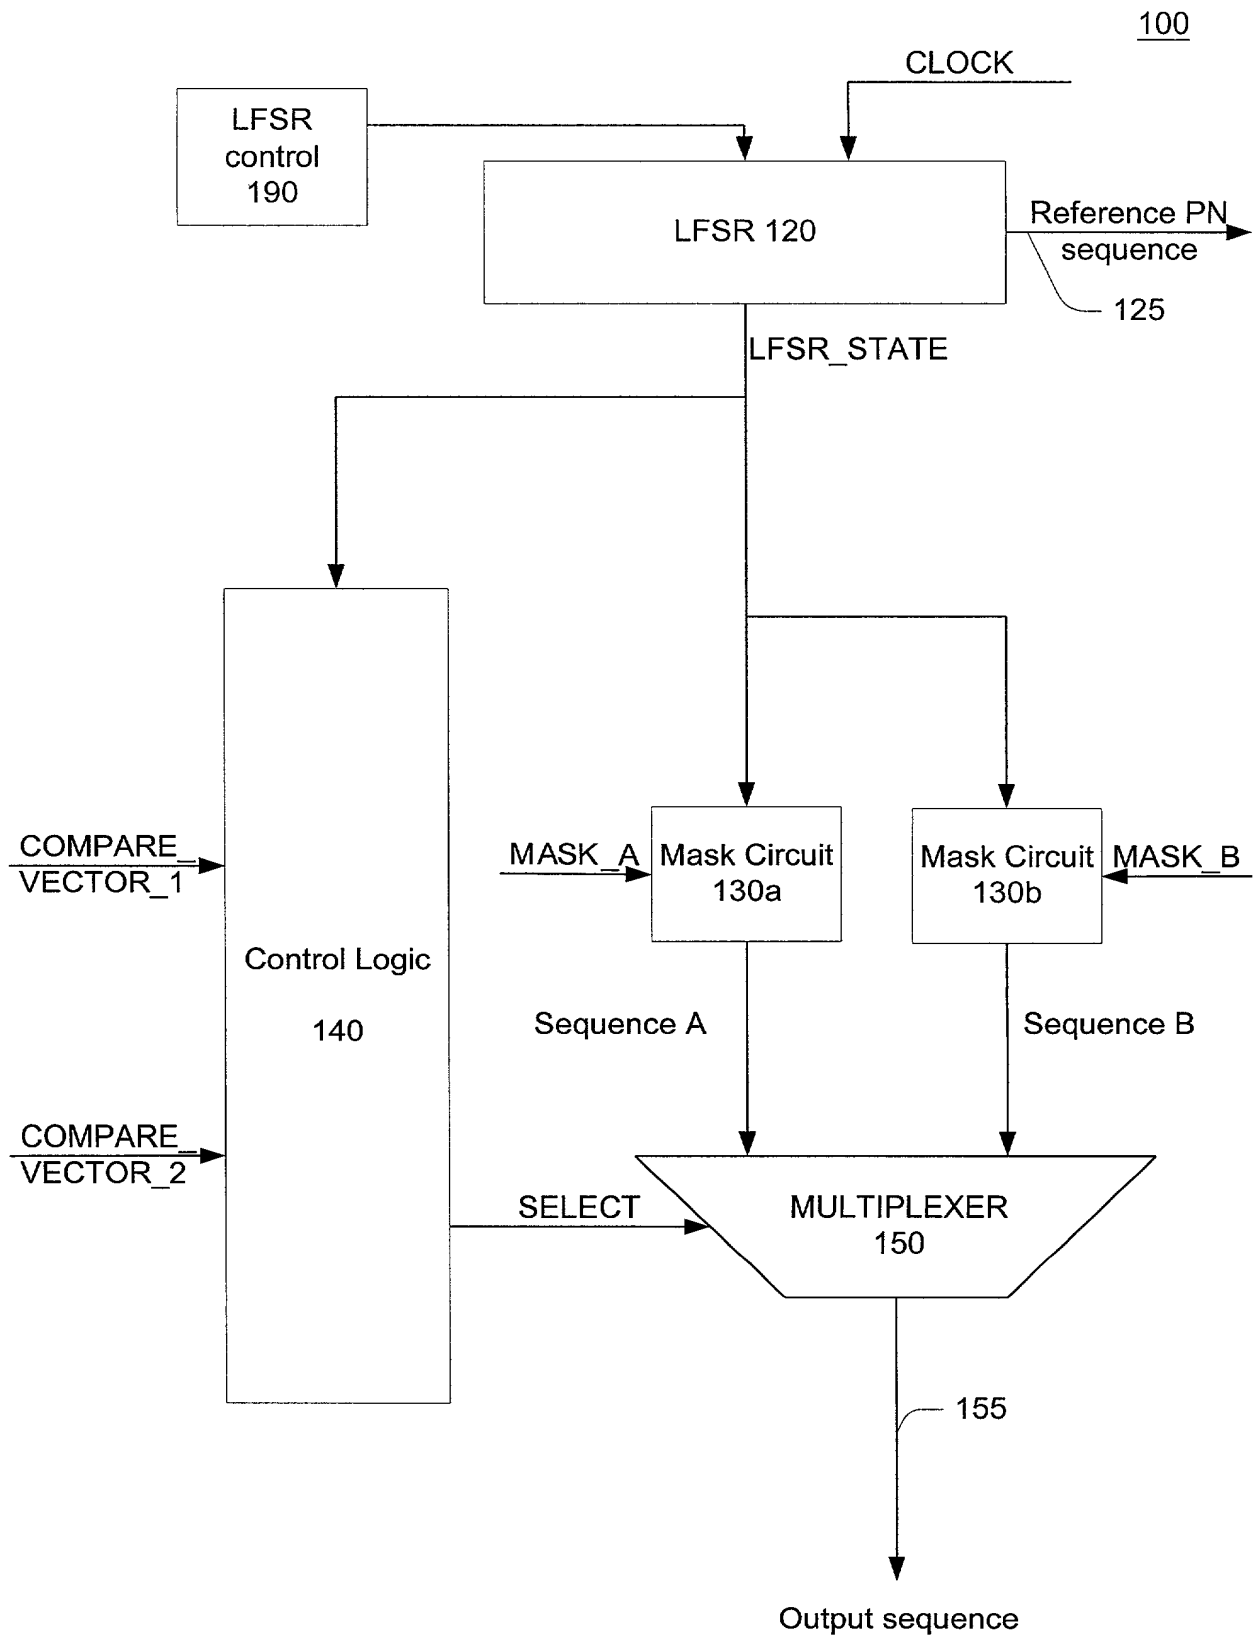 100
CLOCK
LFSR
control
190
LFSR 120
Reference PN
sequence
125
LFSR_STATE
COMPARE_
VECTOR_1
MASK_A
Mask Circuit
130a
Mask Circuit
130b
MASK_B
Control Logic
140
Sequence A
Sequence B
COMPARE_
VECTOR_2
SELECT
MULTIPLEXER
150
155
Output sequence